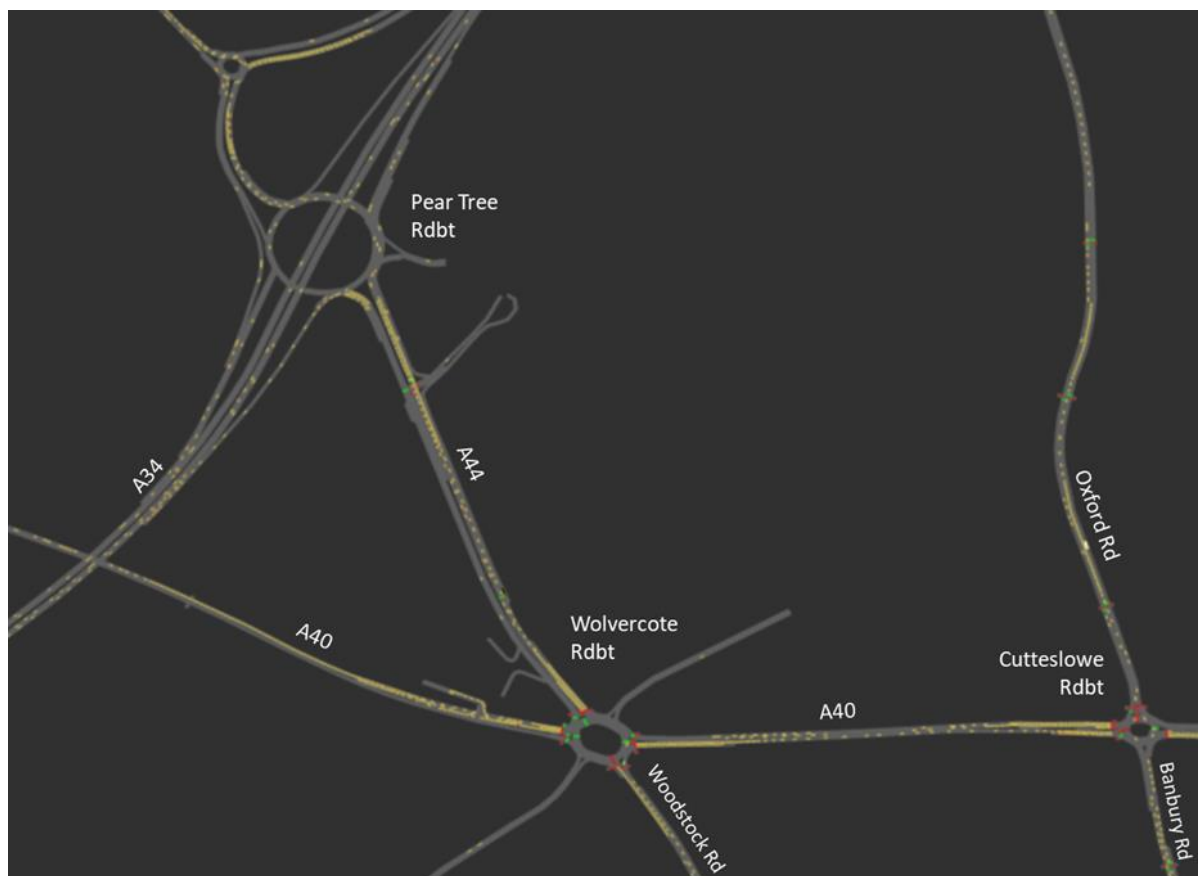 Pear Tree
Rdbt
A34
A44
Oxford Rd
A40
Wolvercote
Rdbt
Cutteslowe
Rdbt
A40
Woodstock Rd
Banbury Rd